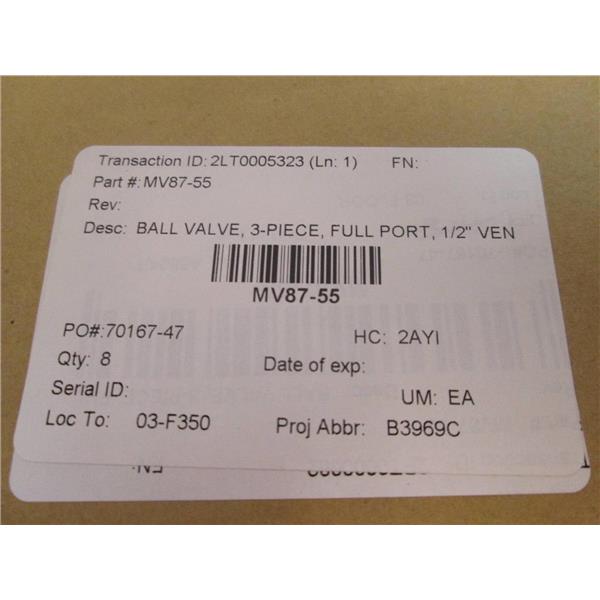 Transaction ID: 2LT0005323 (Ln: 1) FN:
Part #: MV87-55
Rev:
Desc: BALL VALVE, 3-PIECE, FULL PORT, 1/2" VEN
MV87-55
PO#:70167-47 HC: 2AYI
Qty: 8 Date of exp:
Serial ID: UM: EA
Loc To: 03-F350 Proj Abbr: B3969C
FN: